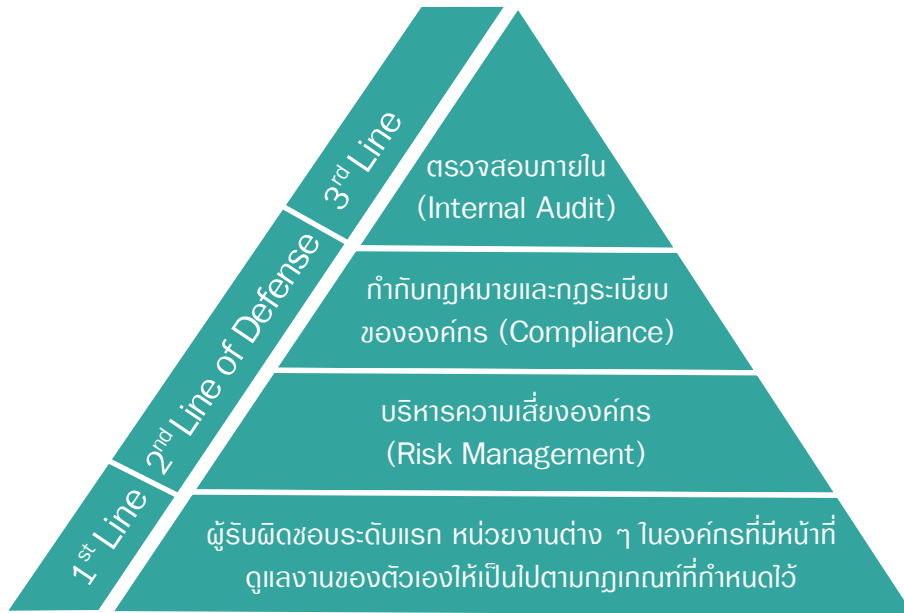 3rd Line
ตรวจสอบภายใน
(Internal Audit)
2nd Line of Defense
กำกับกฎหมายและกฎระเบียบ
ขององค์กร (Compliance)
บริหารความเสี่ยงองค์กร
(Risk Management)
1st Line
ผู้รับผิดชอบระดับแรก หน่วยงานต่าง ๆ ในองค์กรที่มีหน้าที่
ดูแลงานของตัวเองให้เป็นไปตามกฎเกณฑ์ที่กำหนดไว้